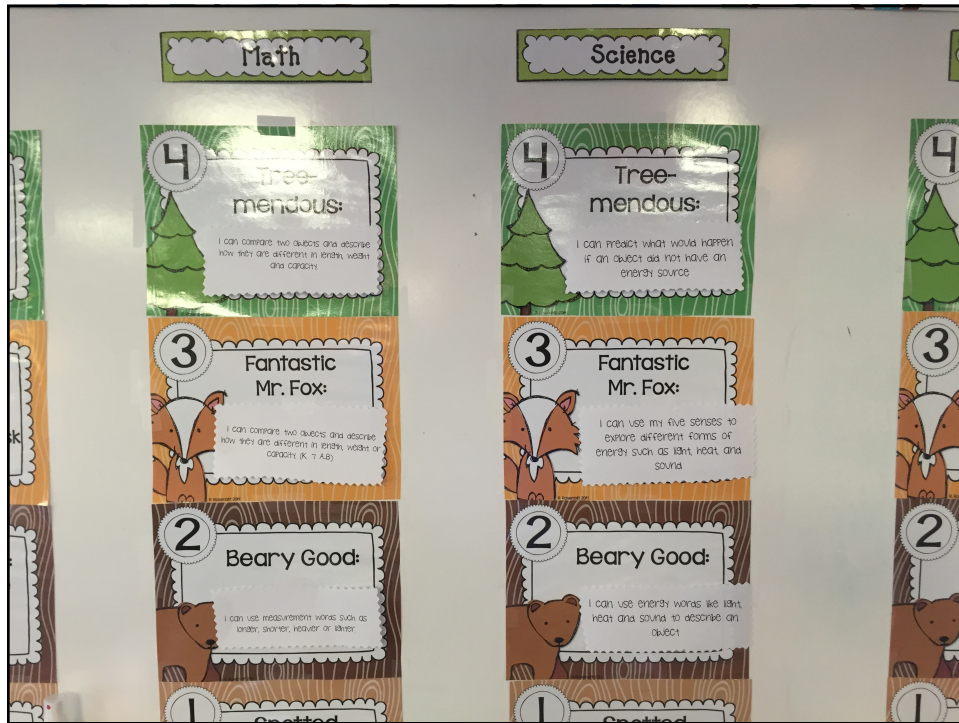 Math
4
Tree-
mendous:
I can compare two objects and describe
how they are different in length, weight
and capacity.
3
Fantastic
Mr. Fox:
I can compare two objects and describe
how they are different in length, weight or
capacity (K. 7 A,B)
2
Beary Good:
I can use measurement words such as
longer, shorter, heaver or lighter.
1
Spotted
Science
4
Tree-
mendous:
I can predict what would happen
if an object did not have an
energy source
3
Fantastic
Mr. Fox:
I can use my five senses to
explore different forms of
energy such as light, heat, and
sound
2
Beary Good:
I can use energy words like light,
heat and sound to describe an
object
1
Spotted
4
3
2
1